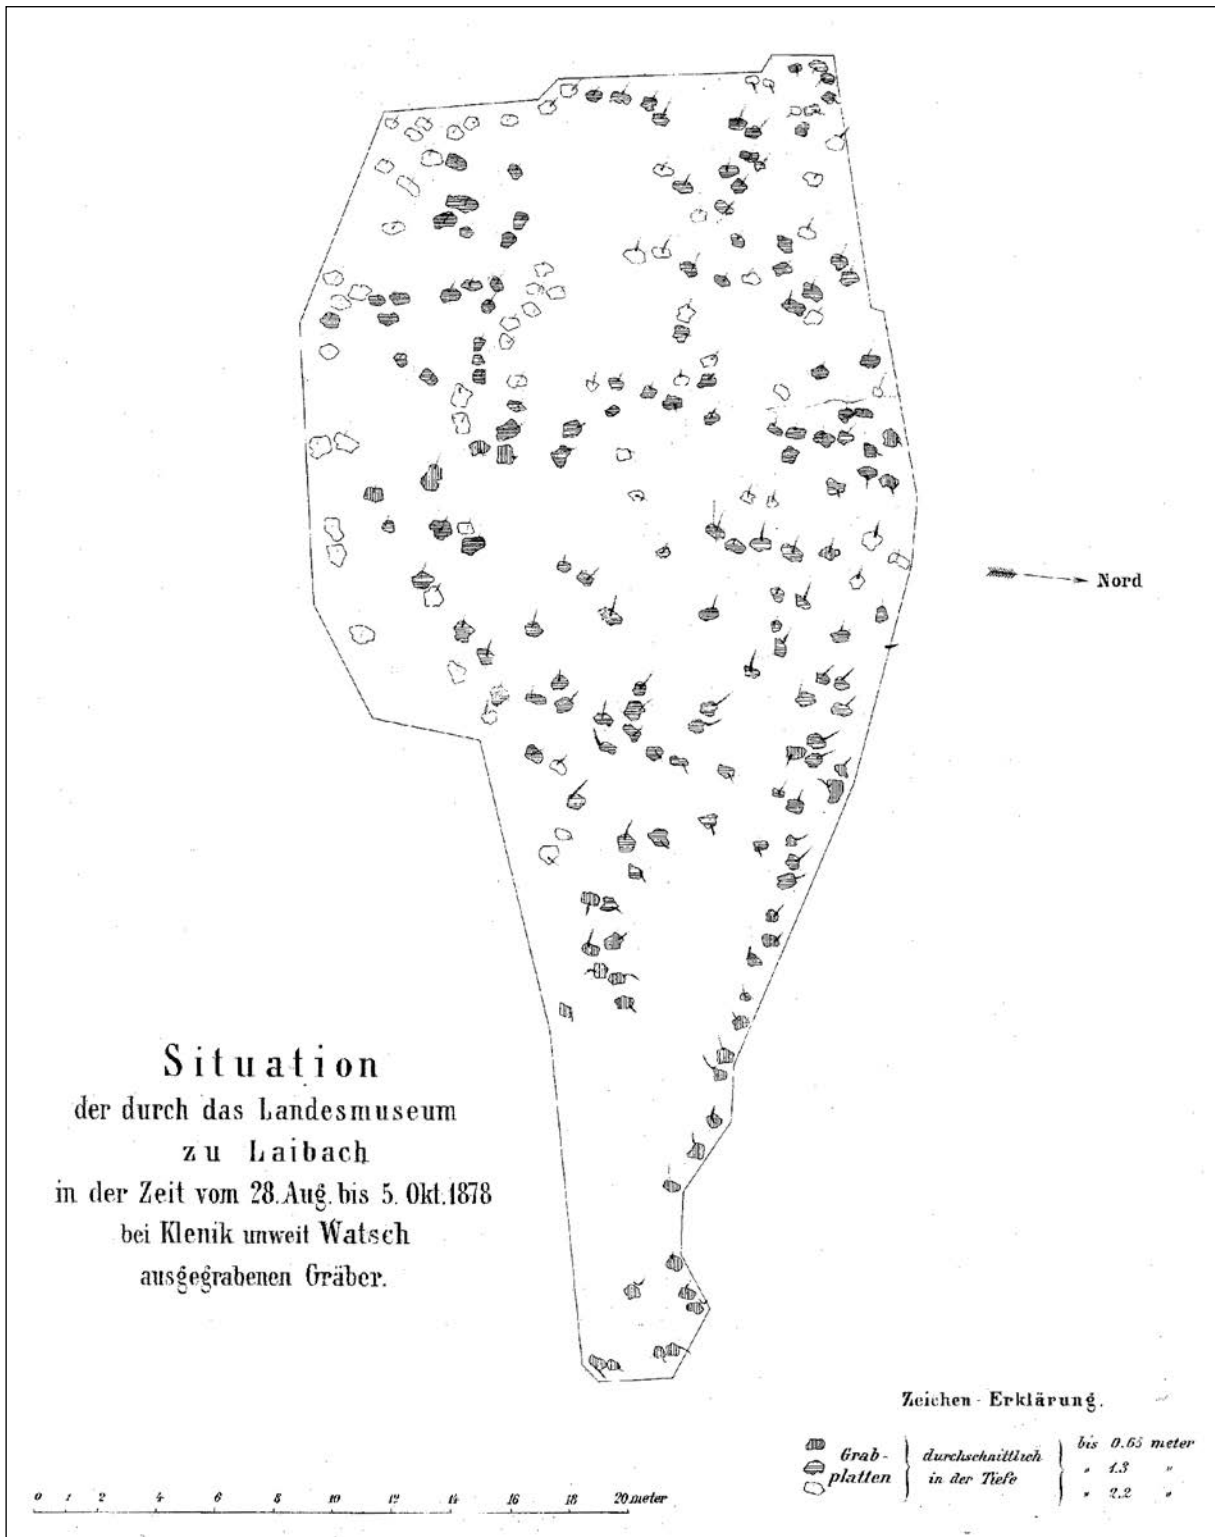 Nord
Situation
der durch das Landesmuseum
zu Laibach
in der Zeit vom 28. Aug. bis 5. Okt. 1878
bei Klenik unweit Watsch
ausgegrabenen Gräber.
Zeichen-Erklärung.
Grab-
platten
durchschnittlich
in der Tiefe
bis 0.65 meter
" 1.3 "
" 2.2 "
0 1 2 4 6 8 10 12 14 16 18 20 meter